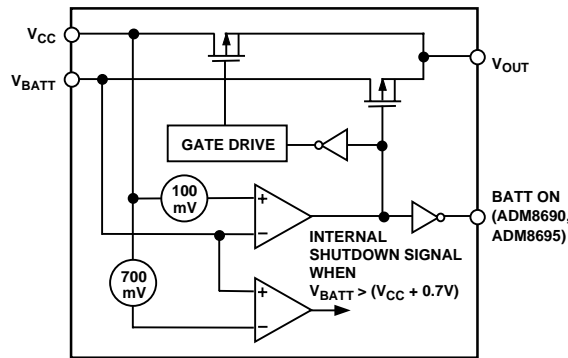 VCC
VBATT
VOUT
GATE DRIVE
100
mV
+
−
BATT ON
(ADM8690,
ADM8695)
INTERNAL
SHUTDOWN SIGNAL
WHEN
VBATT > (VCC + 0.7V)
700
mV
+
−